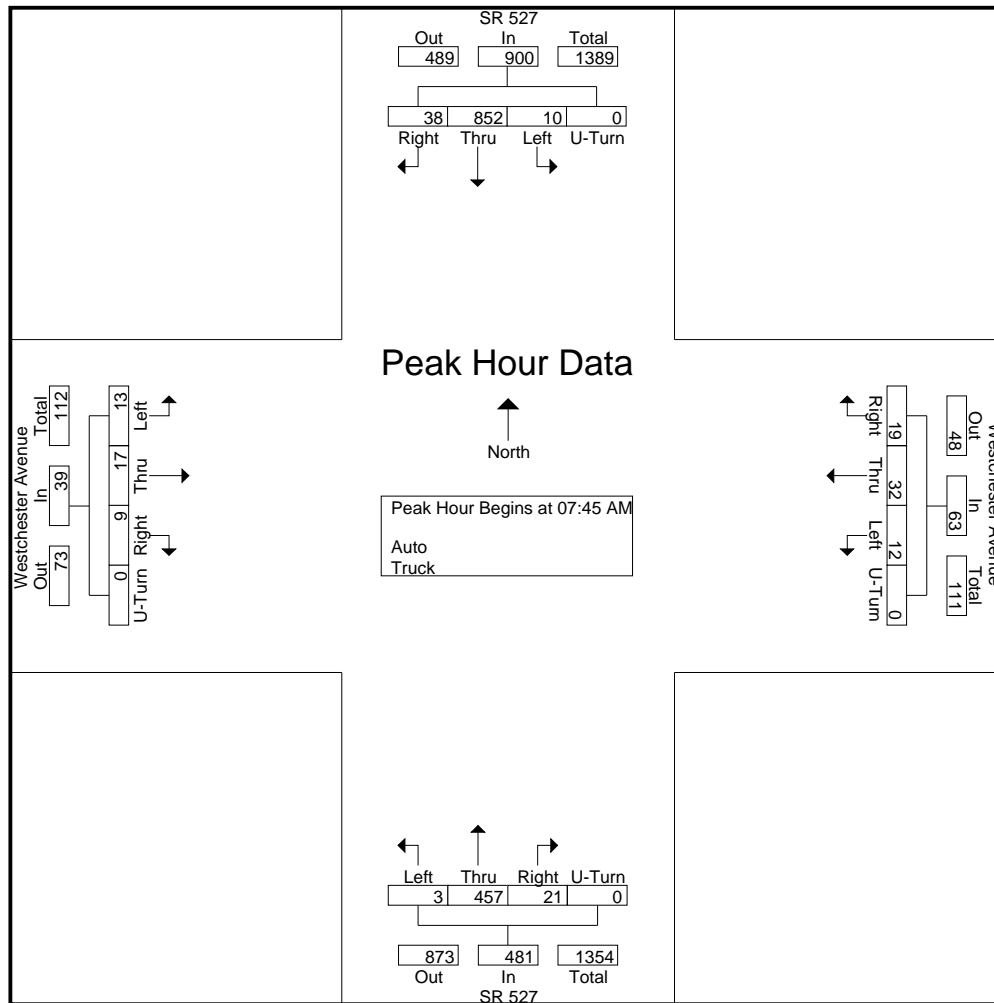 SR 527
Out In Total
489 900 1389
38 852 10 0
Right Thru Left U-Turn
Peak Hour Data
North
Peak Hour Begins at 07:45 AM
Auto
Truck
Westchester Avenue
Total In Out
112 39 73
13 17 9 0
Left Thru Right U-Turn
Right Thru Left U-Turn
19 32 12 0
Out In Total
48 63 111
Westchester Avenue
Left Thru Right U-Turn
3 457 21 0
873 481 1354
Out In Total
SR 527